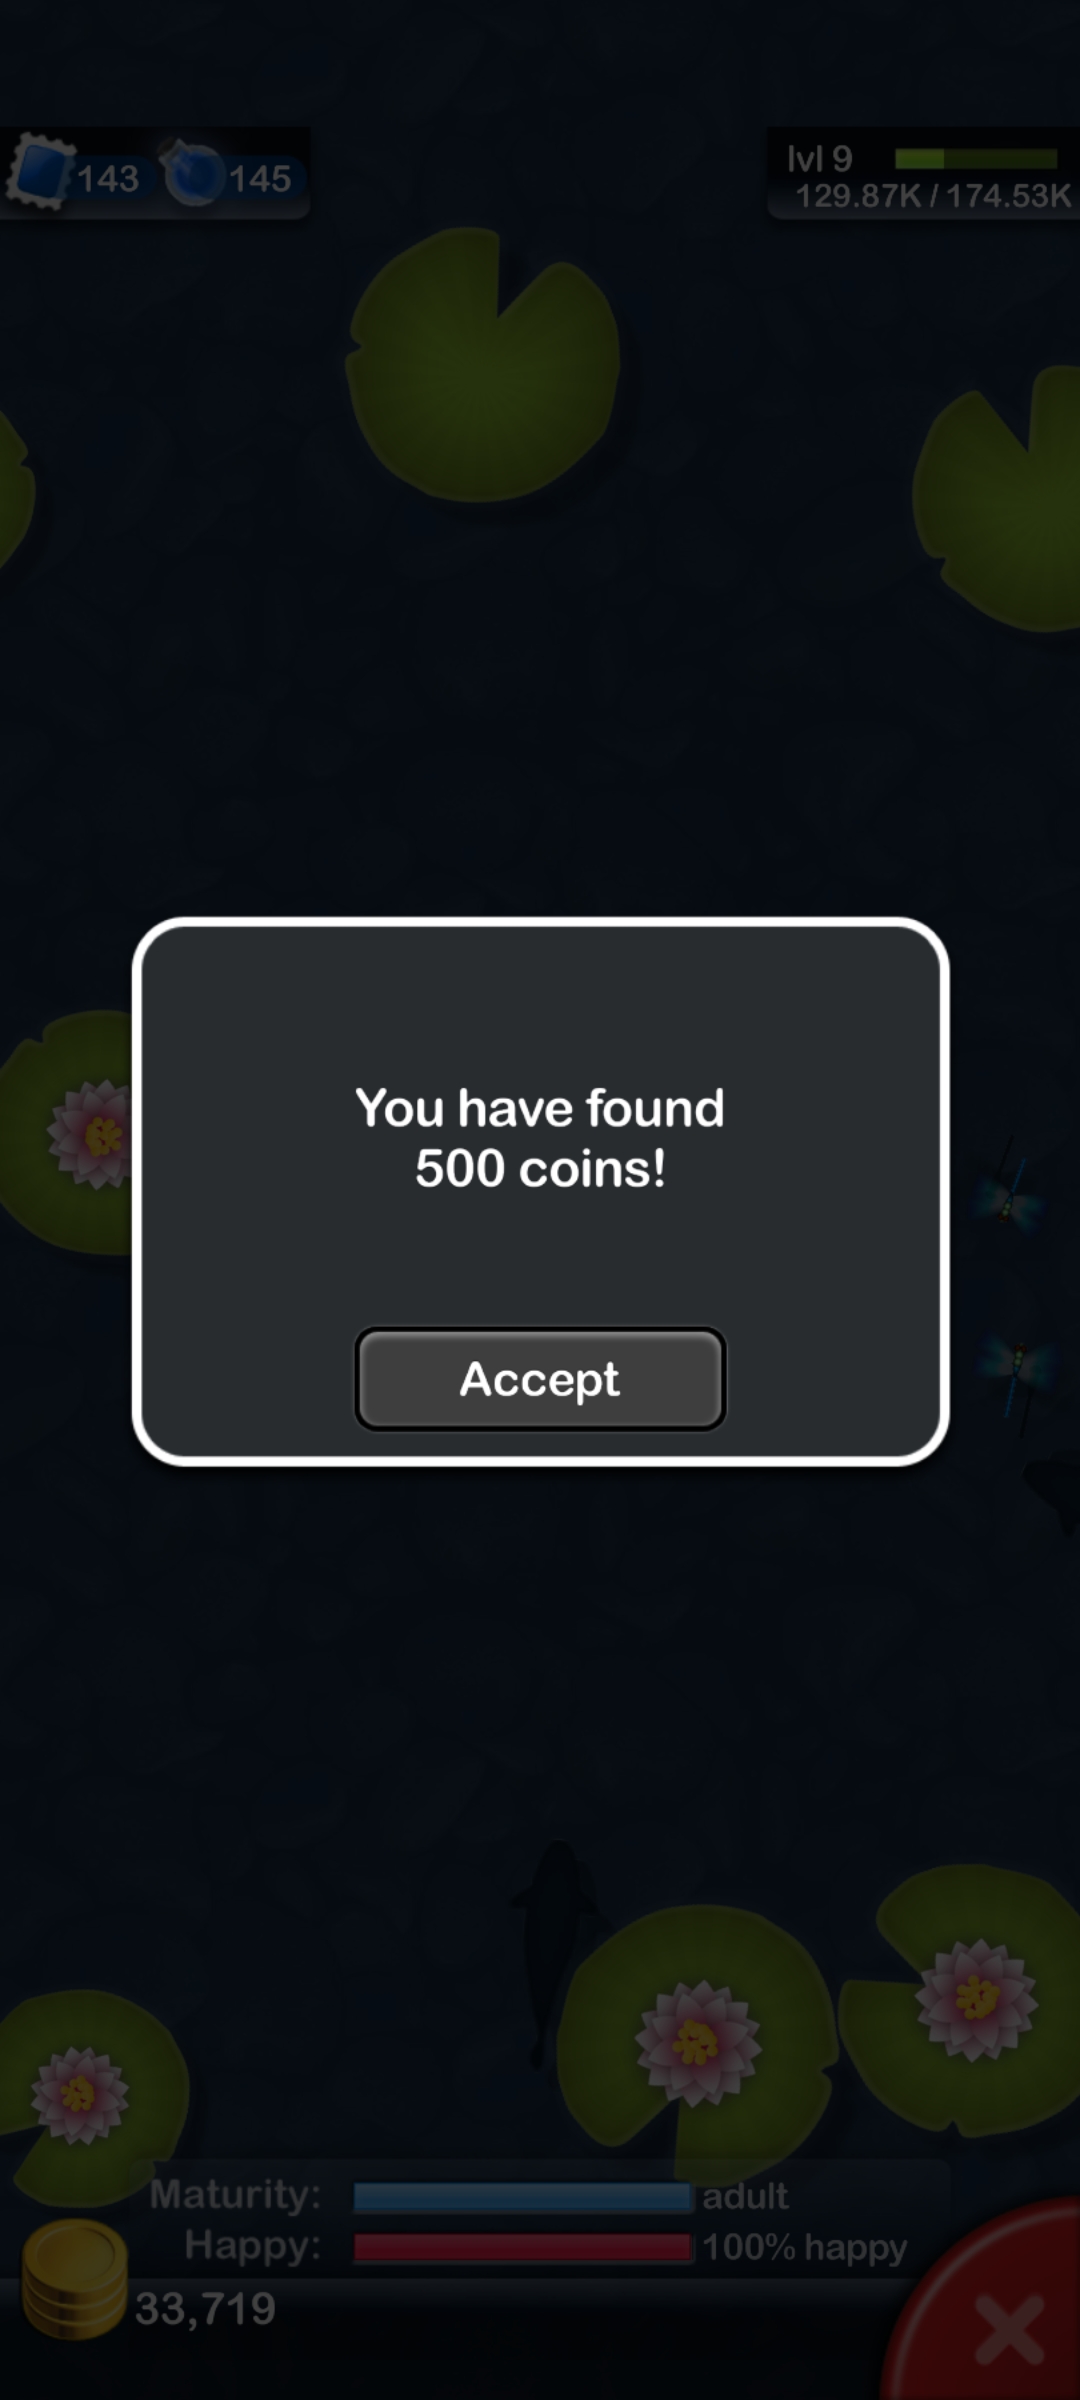 143 145
lvl 9
129.87K / 174.53K
You have found
500 coins!
Accept
Maturity: adult
Happy: 100% happy
33,719